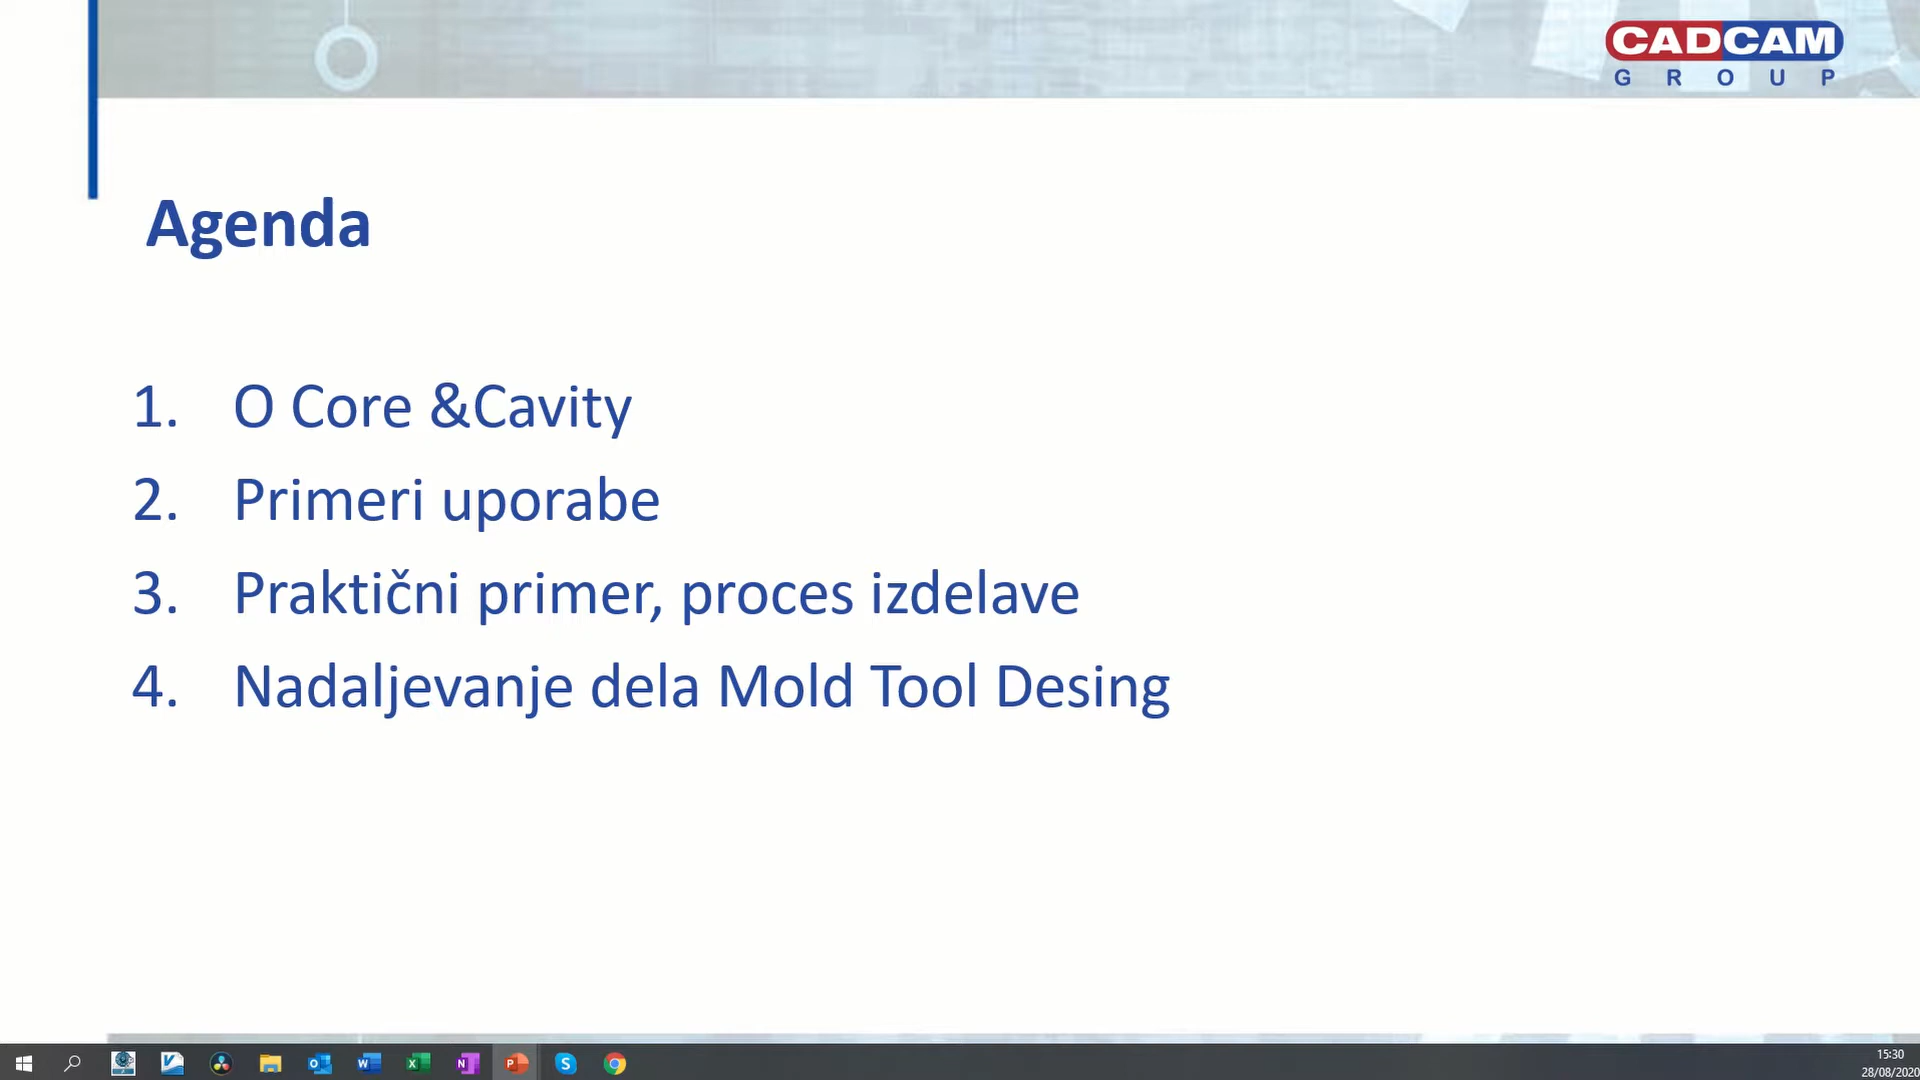 CADCAM
GROUP
Agenda
1. O Core &Cavity
2. Primeri uporabe
3. Praktični primer, proces izdelave
4. Nadaljevanje dela Mold Tool Desing
15:30
28/08/2020